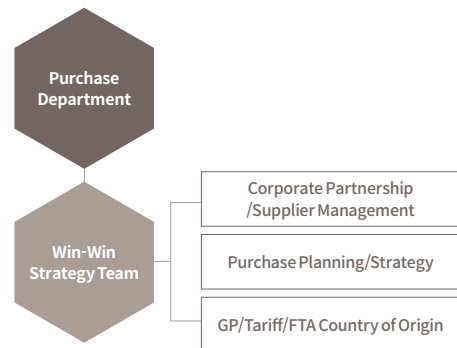 Purchase
Department
Win-Win
Strategy Team
Corporate Partnership
/Supplier Management
Purchase Planning/Strategy
GP/Tariff/FTA Country of Origin